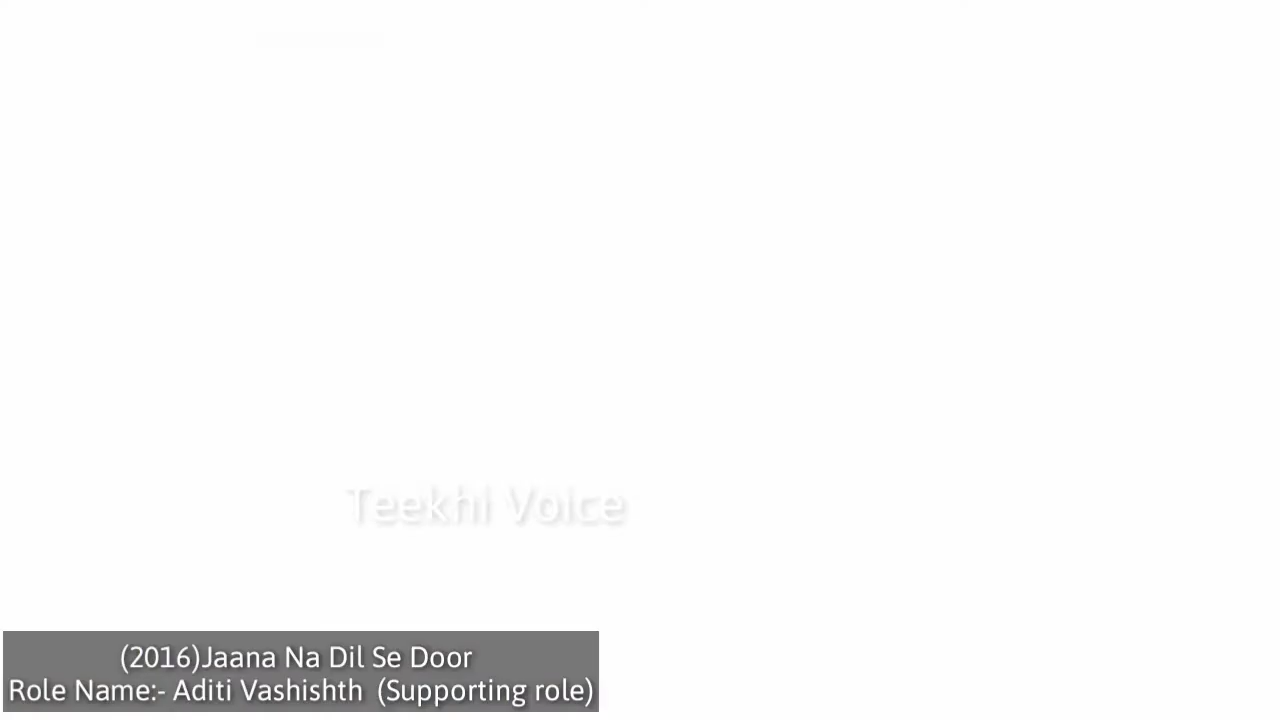 Teekhi Voice
(2016)Jaana Na Dil Se Door
Role Name:- Aditi Vashishth (Supporting role)